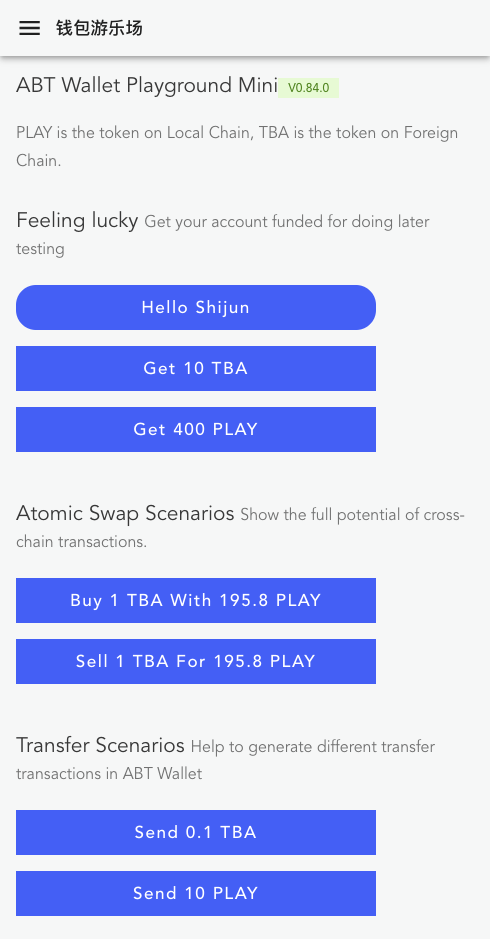 钱包游乐场
ABT Wallet Playground Mini V0.84.0
PLAY is the token on Local Chain, TBA is the token on Foreign
Chain.
Feeling lucky Get your account funded for doing later
testing
Hello Shijun
Get 10 TBA
Get 400 PLAY
Atomic Swap Scenarios Show the full potential of cross-
chain transactions.
Buy 1 TBA With 195.8 PLAY
Sell 1 TBA For 195.8 PLAY
Transfer Scenarios Help to generate different transfer
transactions in ABT Wallet
Send 0.1 TBA
Send 10 PLAY